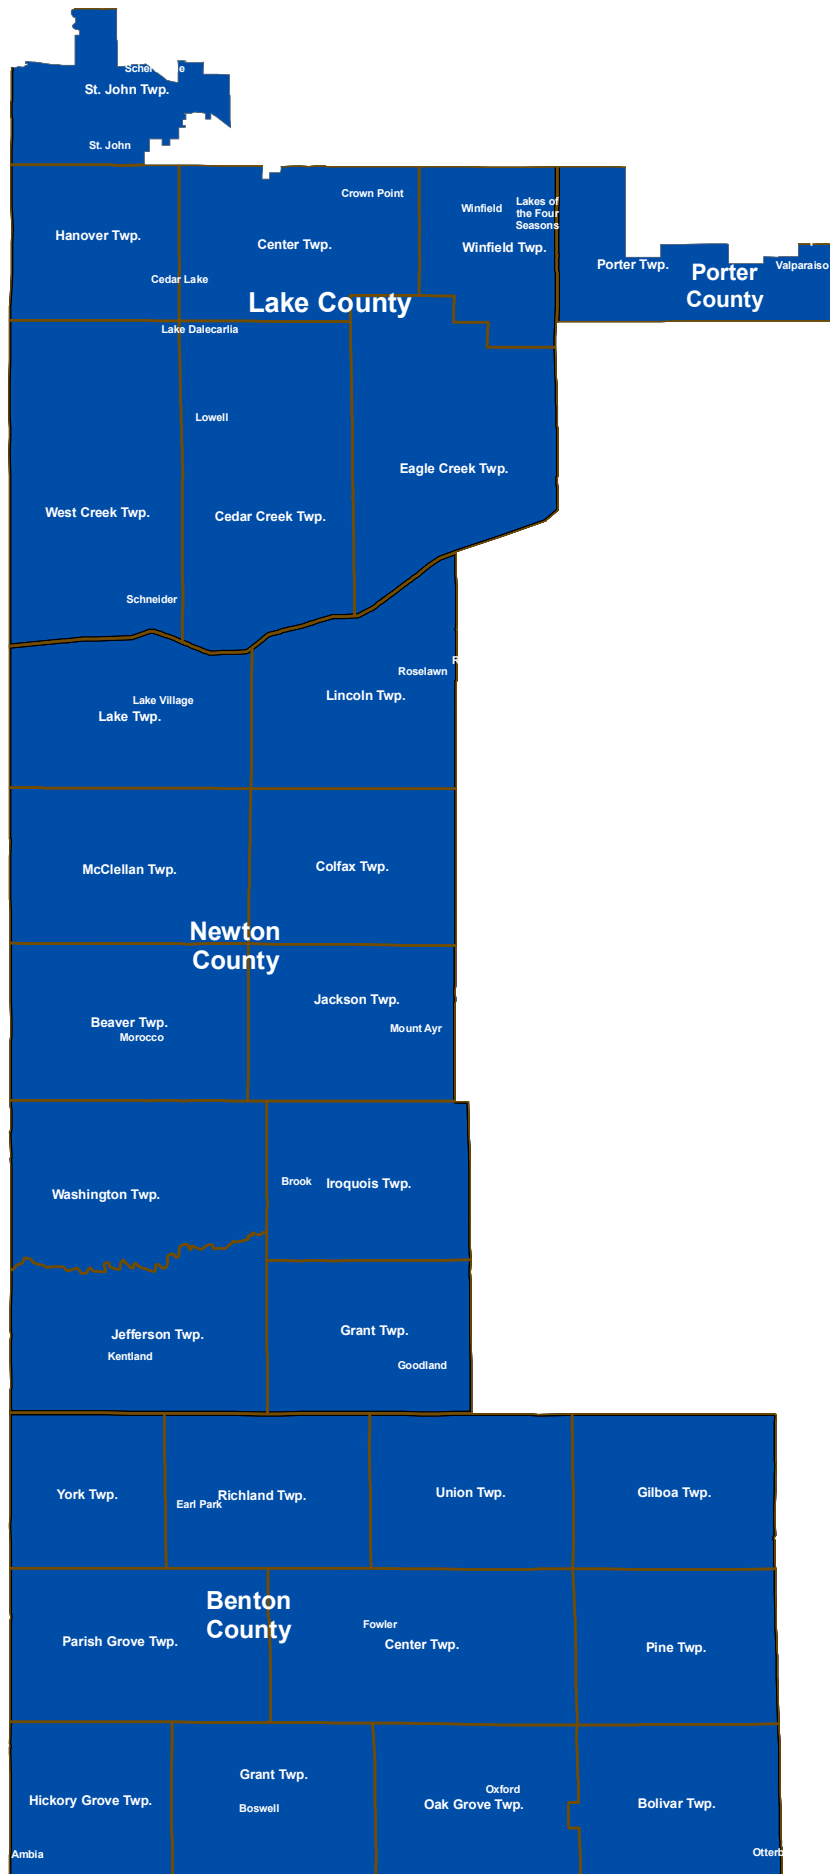 St. John Twp.
St. John
Crown Point
Lakes of
the Four
Seasons
Winfield
Hanover Twp.
Center Twp.
Winfield Twp.
Porter Twp.
Porter
County
Valparaiso
Cedar Lake
Lake County
Lake Dalecarlia
Lowell
Eagle Creek Twp.
West Creek Twp.
Cedar Creek Twp.
Schneider
Roselawn
Lake Village
Lincoln Twp.
Lake Twp.
McClellan Twp.
Colfax Twp.
Newton
County
Jackson Twp.
Beaver Twp.
Morocco
Mount Ayr
Washington Twp.
Brook
Iroquois Twp.
Jefferson Twp.
Kentland
Grant Twp.
Goodland
York Twp.
Earl Park
Richland Twp.
Union Twp.
Gilboa Twp.
Benton
County
Parish Grove Twp.
Fowler
Center Twp.
Pine Twp.
Hickory Grove Twp.
Grant Twp.
Boswell
Oxford
Oak Grove Twp.
Bolivar Twp.
Ambia
Otterb